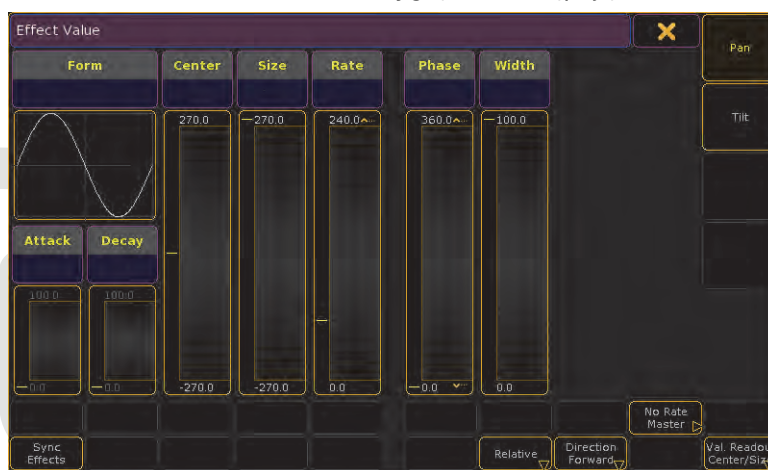 Effect Value
Pan
Form
Center
Size
Rate
Phase
Width
270.0
270.0
240.0
360.0
100.0
Tilt
Attack
Decay
100.0
100.0
0.0
0.0
-270.0
-270.0
0.0
0.0
0.0
No Rate
Master
Sync
Effects
Relative
Direction
Forward
Val.
Center/Size